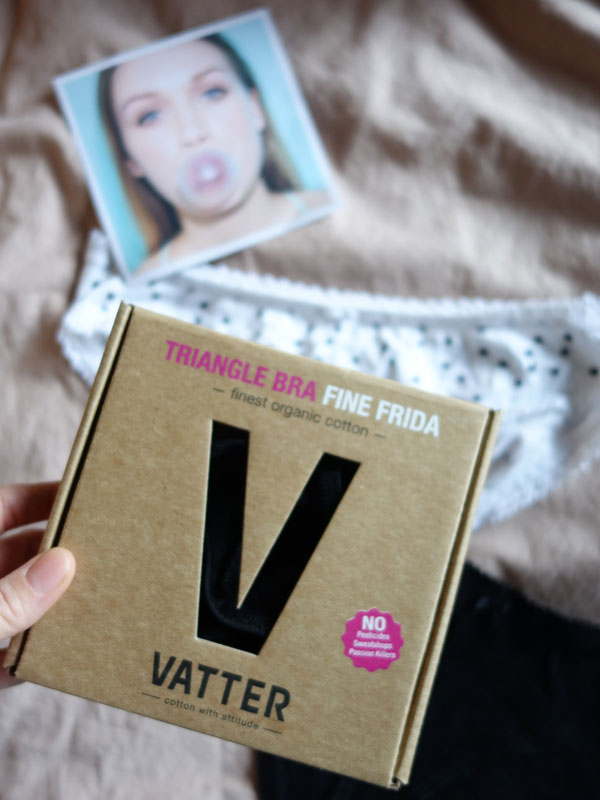 TRIANGLE BRA FINE FRIDA
— finest organic cotton —
V
NO
Pesticides
Sweatshops
Passion Killers
VATTER
— cotton with attitude —